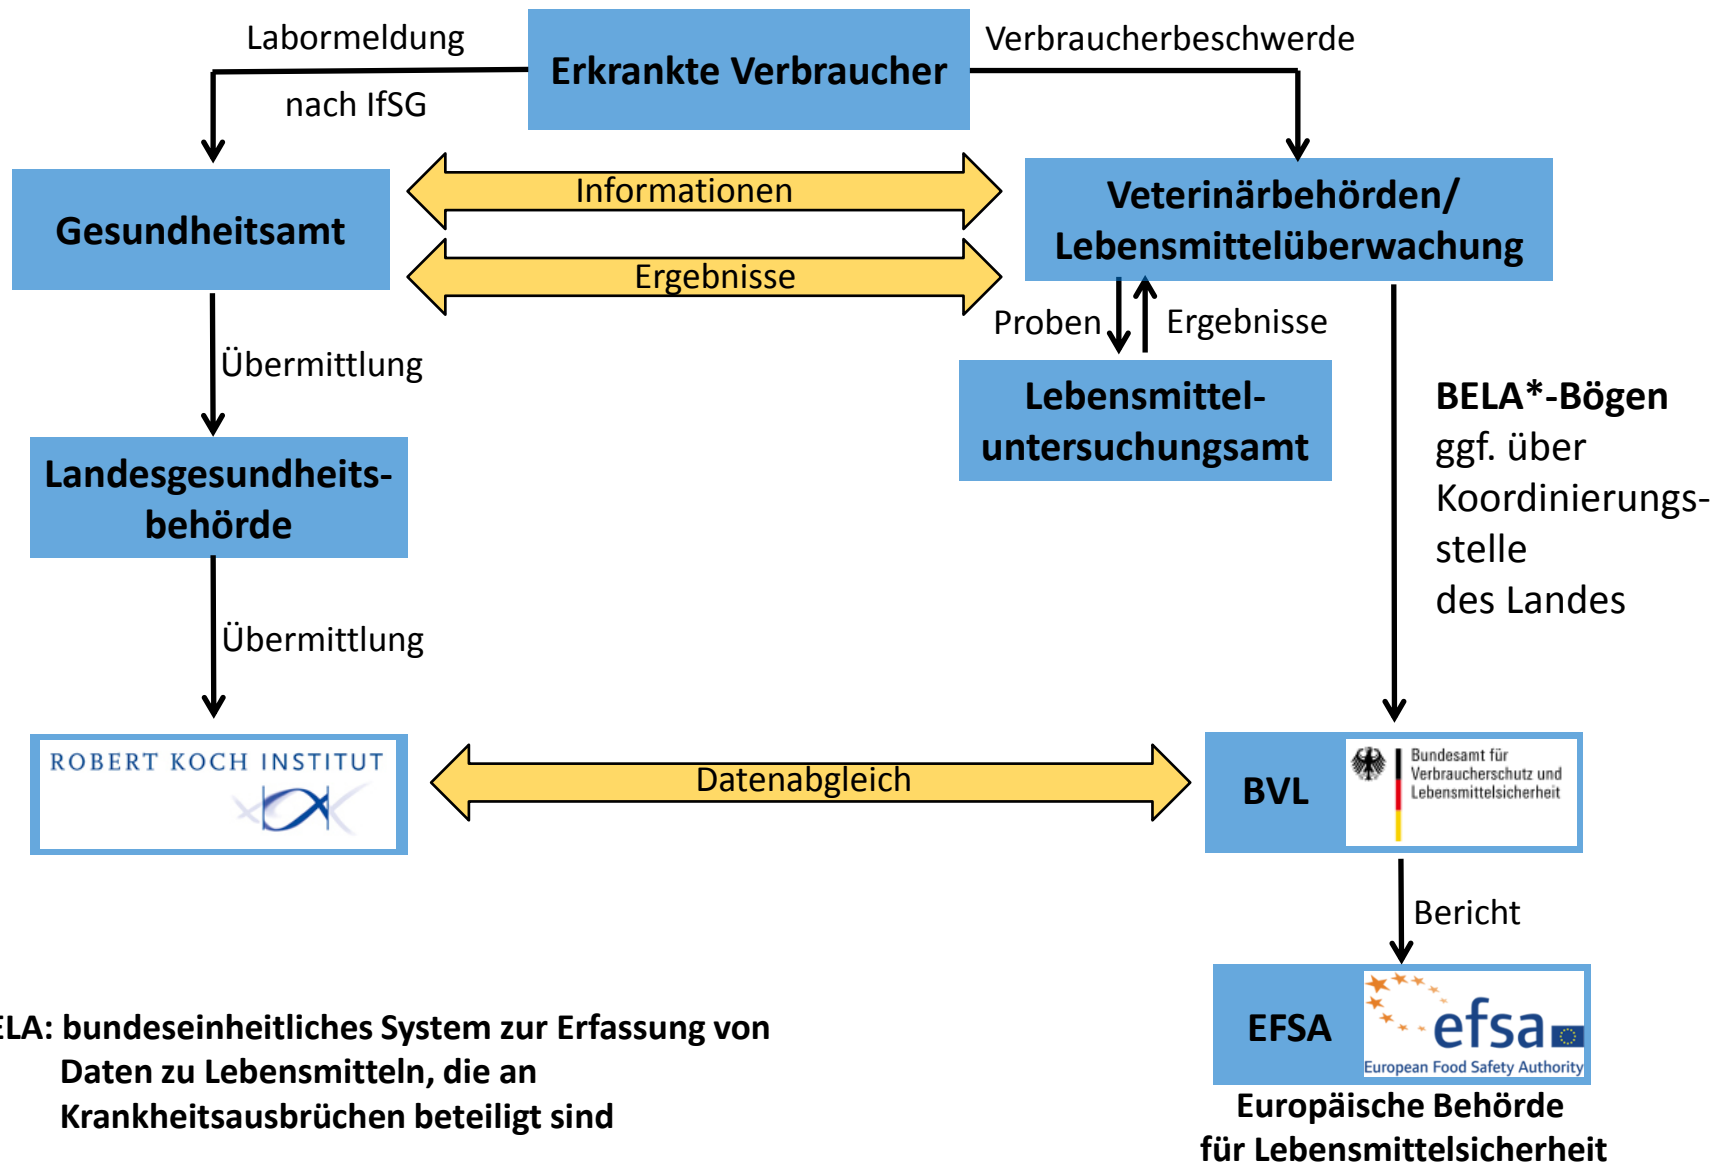 Labormeldung
nach IfSG
Erkrankte Verbraucher
Verbraucherbeschwerde
Gesundheitsamt
Informationen
Ergebnisse
Veterinärbehörden/
Lebensmittelüberwachung
Proben
Ergebnisse
Lebensmittel-
untersuchungsamt
Übermittlung
Landesgesundheits-
behörde
BELA*-Bögen
ggf. über
Koordinierungs-
stelle
des Landes
Übermittlung
ROBERT KOCH INSTITUT
Datenabgleich
BVL
Bundesamt für
Verbraucherschutz und
Lebensmittelsicherheit
Bericht
EFSA
efsa
European Food Safety Authority
Europäische Behörde
für Lebensmittelsicherheit
ELA: bundeseinheitliches System zur Erfassung von
Daten zu Lebensmitteln, die an
Krankheitsausbrüchen beteiligt sind